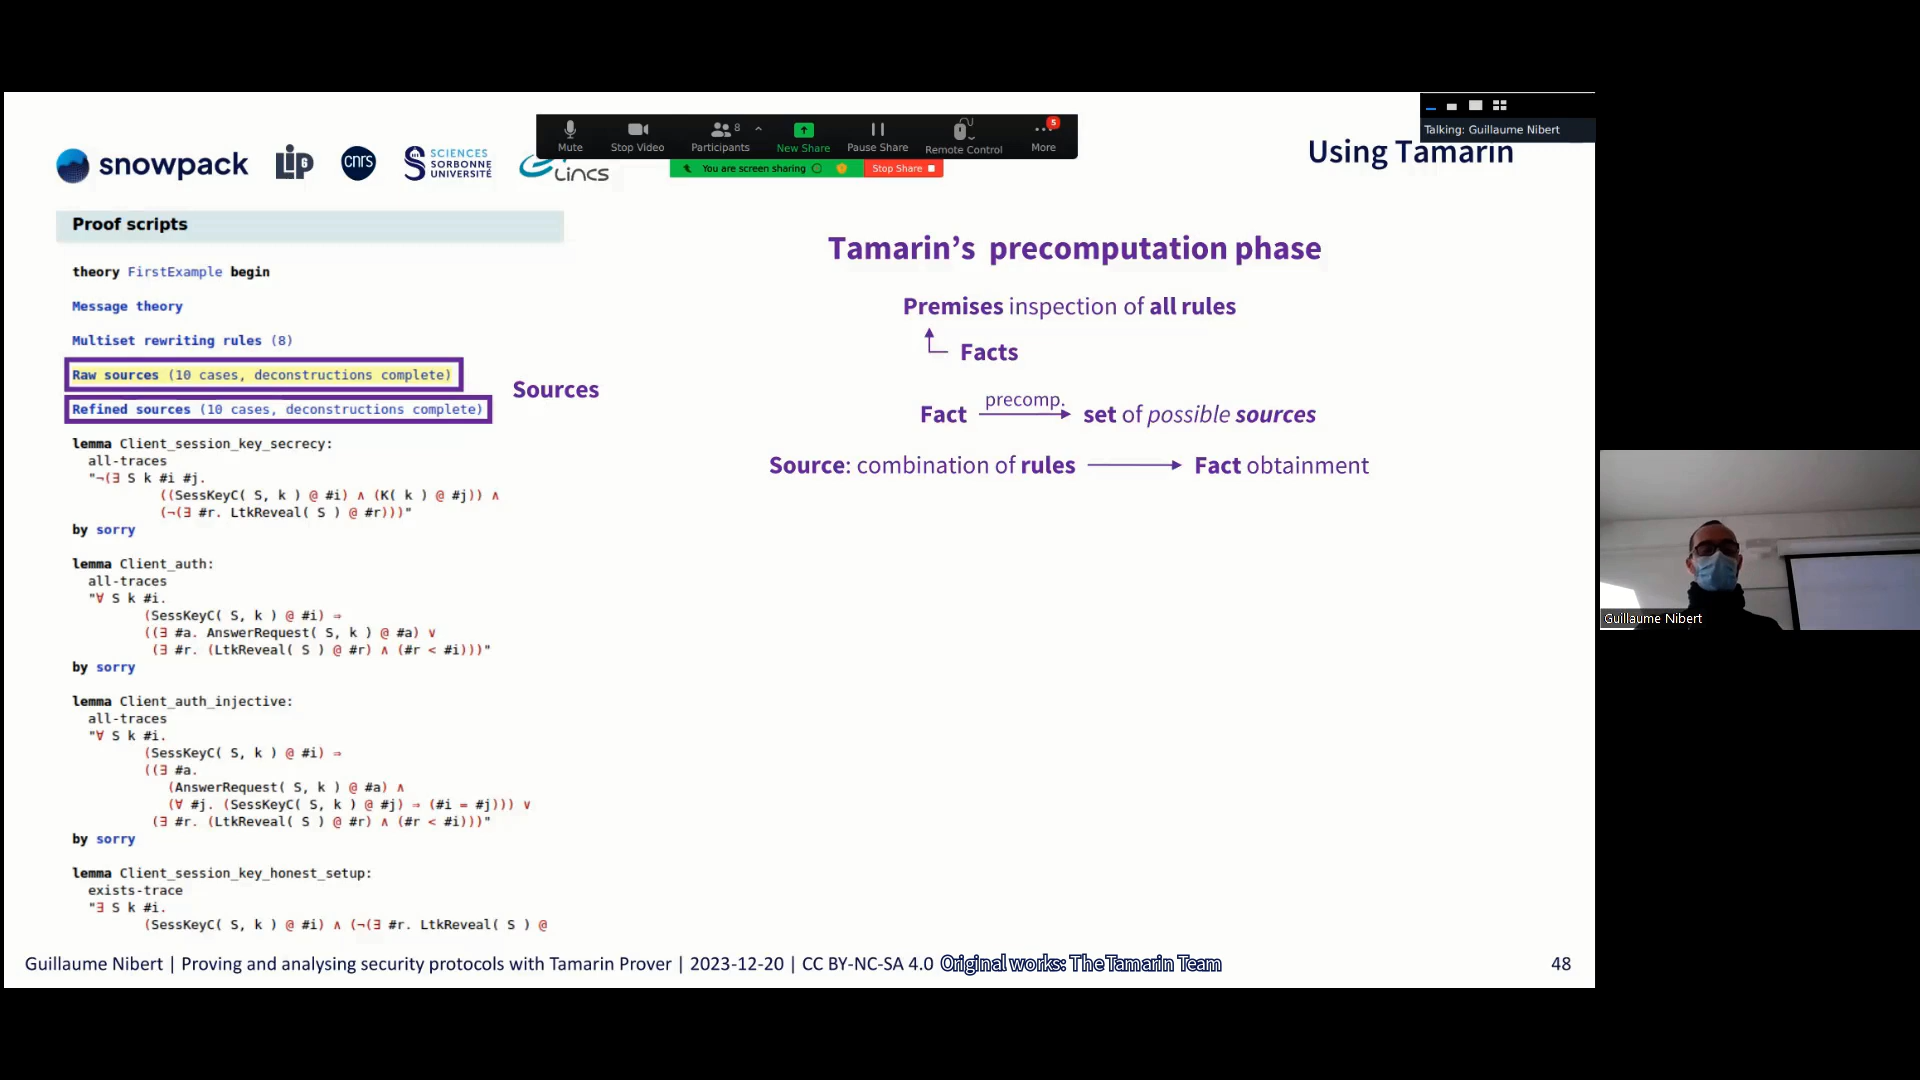 Talking: Guillaume Nibert
Mute
Stop Video
Participants
8
New Share
Pause Share
Remote Control
More
5
You are screen sharing
Stop Share
snowpack
LIP6
cnrs
SCIENCES
SORBONNE
UNIVERSITÉ
Lincs
Using Tamarin
Proof scripts
theory FirstExample begin
Message theory
Multiset rewriting rules (8)
Raw sources (10 cases, deconstructions complete)
Refined sources (10 cases, deconstructions complete)
Sources
lemma Client_session_key_secrecy:
all-traces
"¬(∃ S k #i #j.
((SessKeyC( S, k ) @ #i) ∧ (K( k ) @ #j)) ∧
(¬(∃ #r. LtkReveal( S ) @ #r)))"
by sorry
lemma Client_auth:
all-traces
"∀ S k #i.
(SessKeyC( S, k ) @ #i) ⇒
((∃ #a. AnswerRequest( S, k ) @ #a) ∨
(∃ #r. (LtkReveal( S ) @ #r) ∧ (#r < #i)))"
by sorry
lemma Client_auth_injective:
all-traces
"∀ S k #i.
(SessKeyC( S, k ) @ #i) ⇒
((∃ #a.
(AnswerRequest( S, k ) @ #a) ∧
(∀ #j. (SessKeyC( S, k ) @ #j) ⇒ (#i = #j))) ∨
(∃ #r. (LtkReveal( S ) @ #r) ∧ (#r < #i)))"
by sorry
lemma Client_session_key_honest_setup:
exists-trace
"∃ S k #i.
(SessKeyC( S, k ) @ #i) ∧ (¬(∃ #r. LtkReveal( S ) @
Tamarin’s precomputation phase
Premises inspection of all rules
Facts
precomp.
Fact → set of possible sources
Source: combination of rules → Fact obtainment
Guillaume Nibert
Guillaume Nibert | Proving and analysing security protocols with Tamarin Prover | 2023-12-20 | CC BY-NC-SA 4.0 Original works: The Tamarin Team
48